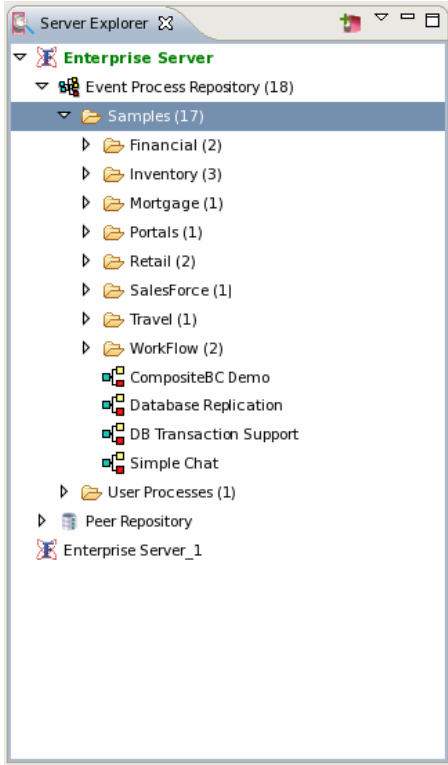 Server Explorer
Enterprise Server
Event Process Repository (18)
Samples (17)
Financial (2)
Inventory (3)
Mortgage (1)
Portals (1)
Retail (2)
SalesForce (1)
Travel (1)
WorkFlow (2)
CompositeBC Demo
Database Replication
DB Transaction Support
Simple Chat
User Processes (1)
Peer Repository
Enterprise Server_1